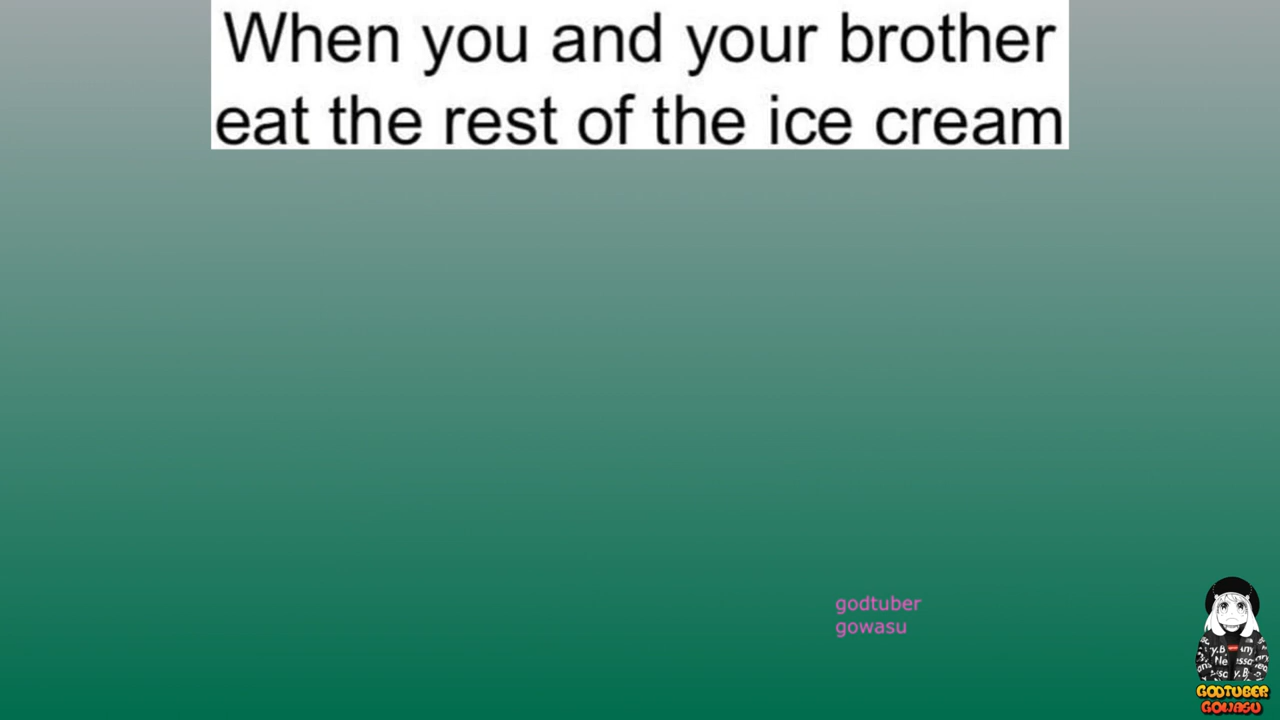 When you and your brother
eat the rest of the ice cream
godtuber
gowasu
GODTUBER
GOWASU